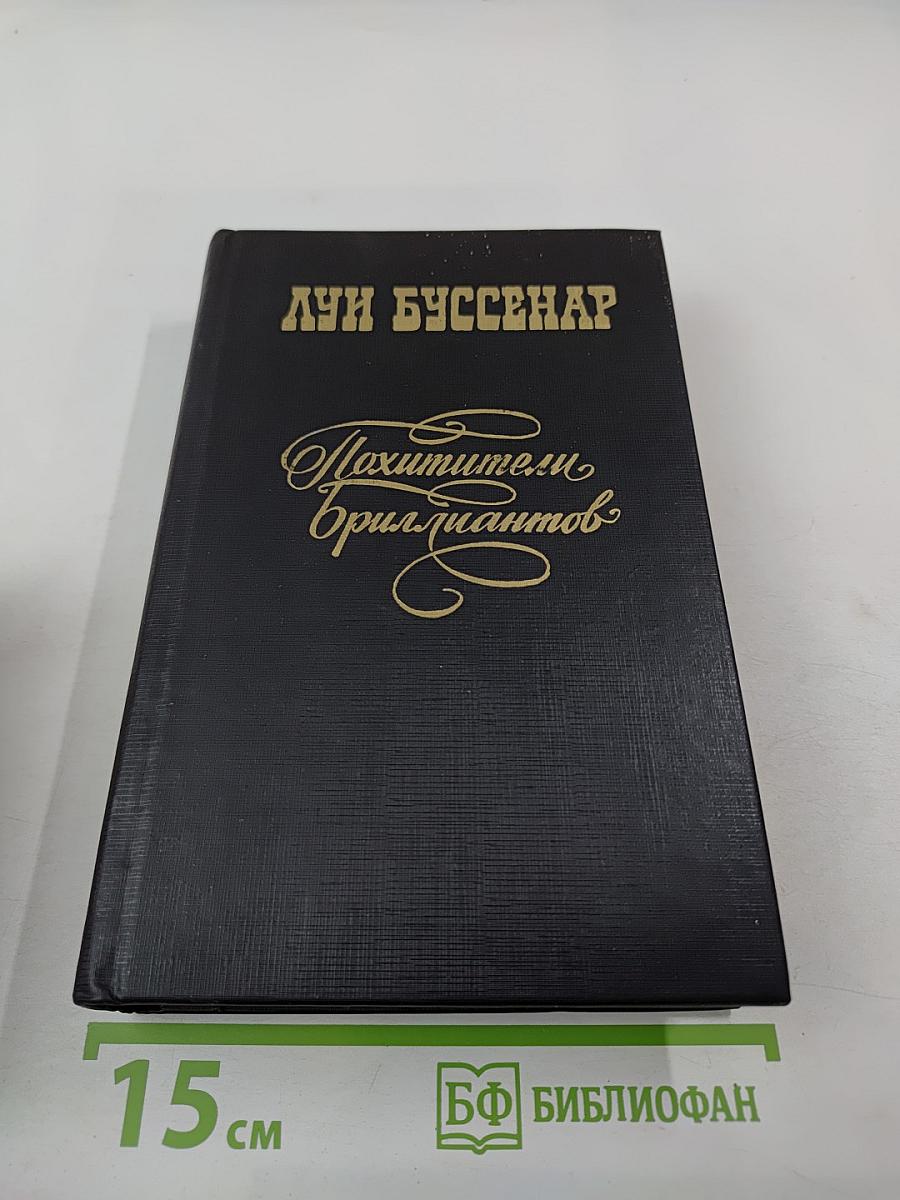 ЛУИ БУССЕНАР
Похитители
бриллиантов
15 см
БФ БИБЛИОФАН